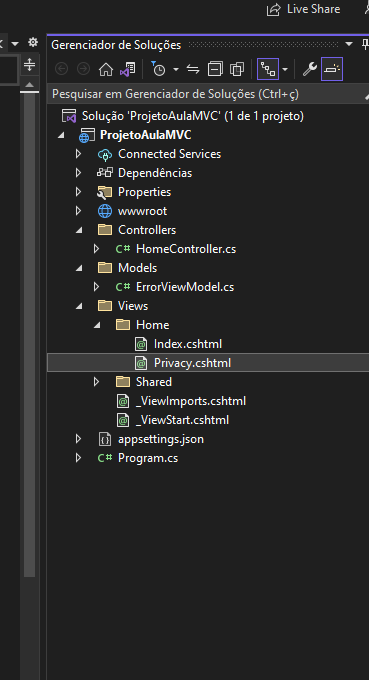 Live Share
Gerenciador de Soluções
Pesquisar em Gerenciador de Soluções (Ctrl+ç)
Solução 'ProjetoAulaMVC' (1 de 1 projeto)
ProjetoAulaMVC
Connected Services
Dependências
Properties
wwwroot
Controllers
C# HomeController.cs
Models
C# ErrorViewModel.cs
Views
Home
Index.cshtml
Privacy.cshtml
Shared
_ViewImports.cshtml
_ViewStart.cshtml
appsettings.json
C# Program.cs